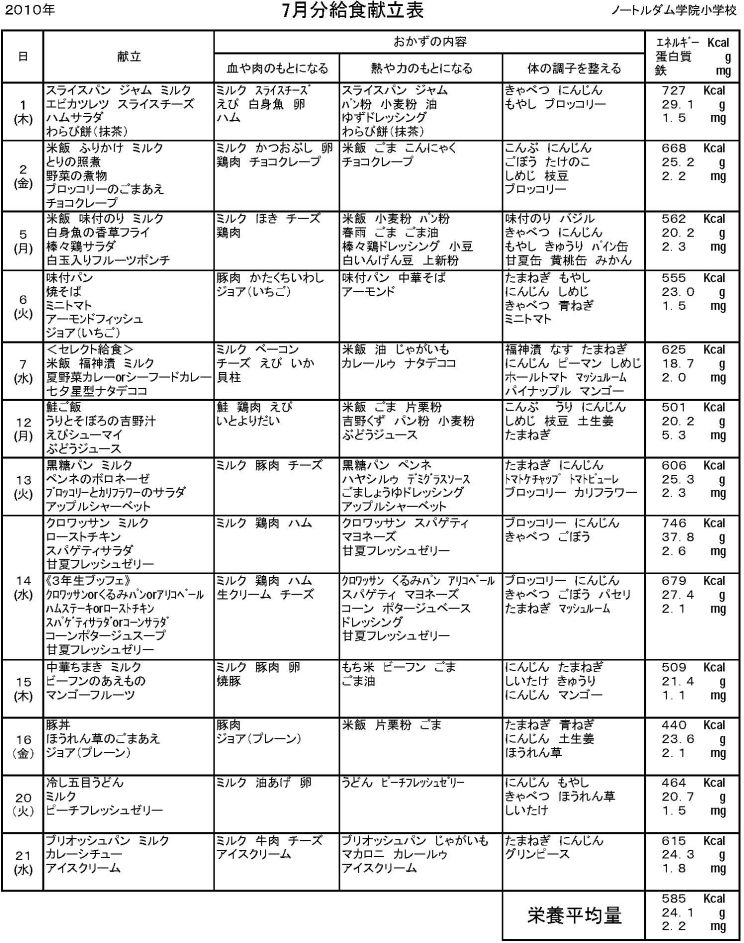 2010年
7月分給食献立表
ノートルダム学院小学校
日
献立
おかずの内容
血や肉のもとになる
熱や力のもとになる
体の調子を整える
エネルギー Kcal
蛋白質 g
鉄 mg
1
(木)
スライスパン ジャム ミルク
エビカツレツ スライスチーズ
ハムサラダ
わらび餅(抹茶)
ミルク スライスチーズ
えび 白身魚 卵
ハム
スライスパン ジャム
パン粉 小麦粉 油
ゆずドレッシング
わらび餅(抹茶)
きゃべつ にんじん
もやし ブロッコリー
727 Kcal
29.1 g
1.5 mg
2
(金)
米飯 ふりかけ ミルク
とりの照煮
野菜の煮物
ブロッコリーのごまあえ
チョコクレープ
ミルク かつおぶし 卵
鶏肉 チョコクレープ
米飯 ごま こんにゃく
チョコクレープ
こんぶ にんじん
ごぼう たけのこ
しめじ 枝豆
ブロッコリー
668 Kcal
25.2 g
2.2 mg
5
(月)
米飯 味付のり ミルク
白身魚の香草フライ
棒々鶏サラダ
白玉入りフルーツポンチ
ミルク ほき チーズ
鶏肉
米飯 小麦粉 パン粉
春雨 ごま ごま油
棒々鶏ドレッシング 小豆
白いんげん豆 上新粉
味付のり バジル
きゃべつ にんじん
もやし きゅうり パイン缶
甘夏缶 黄桃缶 みかん
562 Kcal
20.2 g
2.3 mg
6
(火)
味付パン
焼そば
ミニトマト
アーモンドフィッシュ
ジョア(いちご)
豚肉 かたくちいわし
ジョア(いちご)
味付パン 中華そば
アーモンド
たまねぎ もやし
にんじん しめじ
きゃべつ 青ねぎ
ミニトマト
555 Kcal
23.0 g
1.5 mg
7
(水)
＜セレクト給食＞
米飯 福神漬 ミルク
夏野菜カレーorシーフードカレー
七夕星型ナタデココ
ミルク ベーコン
チーズ えび いか
貝柱
米飯 油 じゃがいも
カレールゥ ナタデココ
福神漬 なす たまねぎ
にんじん ピーマン しめじ
ホールトマト マッシュルーム
パイナップル マンゴー
625 Kcal
18.7 g
2.0 mg
12
(月)
鮭ご飯
うりとそぼろの吉野汁
えびシューマイ
ぶどうジュース
鮭 鶏肉 えび
いとよりだい
米飯 ごま 片栗粉
吉野くず パン粉 小麦粉
ぶどうジュース
こんぶ うり にんじん
しめじ 枝豆 土生姜
たまねぎ
501 Kcal
20.2 g
5.3 mg
13
(火)
黒糖パン ミルク
ペンネのボロネーゼ
ブロッコリーとカリフラワーのサラダ
アップルシャーベット
ミルク 豚肉 チーズ
黒糖パン ペンネ
ハヤシルゥ デミグラスソース
ごましょうゆドレッシング
アップルシャーベット
たまねぎ にんじん
トマトケチャップ トマトピューレ
ブロッコリー カリフラワー
606 Kcal
25.3 g
2.3 mg
14
(水)
クロワッサン ミルク
ローストチキン
スパゲティサラダ
甘夏フレッシュゼリー
ミルク 鶏肉 ハム
クロワッサン スパゲティ
マヨネーズ
甘夏フレッシュゼリー
ブロッコリー にんじん
きゃべつ ごぼう
746 Kcal
37.8 g
2.6 mg
《3年生ブッフェ》
クロワッサンorくるみパンorアリコベール
ハムステーキorローストチキン
スパゲティサラダorコーンサラダ
コーンポタージュスープ
甘夏フレッシュゼリー
ミルク 鶏肉 ハム
生クリーム チーズ
クロワッサン くるみパン アリコベール
スパゲティ マヨネーズ
コーン ポタージュベース
ドレッシング
甘夏フレッシュゼリー
ブロッコリー にんじん
きゃべつ ごぼう パセリ
たまねぎ マッシュルーム
679 Kcal
27.4 g
2.1 mg
15
(木)
中華ちまき ミルク
ビーフンのあえもの
マンゴーフルーツ
ミルク 豚肉 卵
焼豚
もち米 ビーフン ごま
ごま油
にんじん たまねぎ
しいたけ きゅうり
にんじん マンゴー
509 Kcal
21.4 g
1.1 mg
16
(金)
豚丼
ほうれん草のごまあえ
ジョア(プレーン)
豚肉
ジョア(プレーン)
米飯 片栗粉 ごま
たまねぎ 青ねぎ
にんじん 土生姜
ほうれん草
440 Kcal
23.6 g
2.1 mg
20
(火)
冷し五目うどん
ミルク
ピーチフレッシュゼリー
ミルク 油あげ 卵
うどん ピーチフレッシュゼリー
にんじん もやし
きゃべつ ほうれん草
しいたけ
464 Kcal
20.7 g
1.5 mg
21
(水)
ブリオッシュパン ミルク
カレーシチュー
アイスクリーム
ミルク 牛肉 チーズ
アイスクリーム
ブリオッシュパン じゃがいも
マカロニ カレールゥ
アイスクリーム
たまねぎ にんじん
グリンピース
615 Kcal
24.3 g
1.8 mg
栄養平均量
585 Kcal
24.1 g
2.2 mg